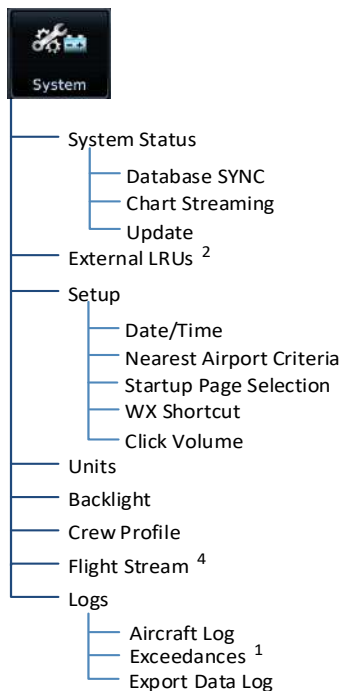 System
System Status
Database SYNC
Chart Streaming
Update
External LRUs 2
Setup
Date/Time
Nearest Airport Criteria
Startup Page Selection
WX Shortcut
Click Volume
Units
Backlight
Crew Profile
Flight Stream 4
Logs
Aircraft Log
Exceedances 1
Export Data Log